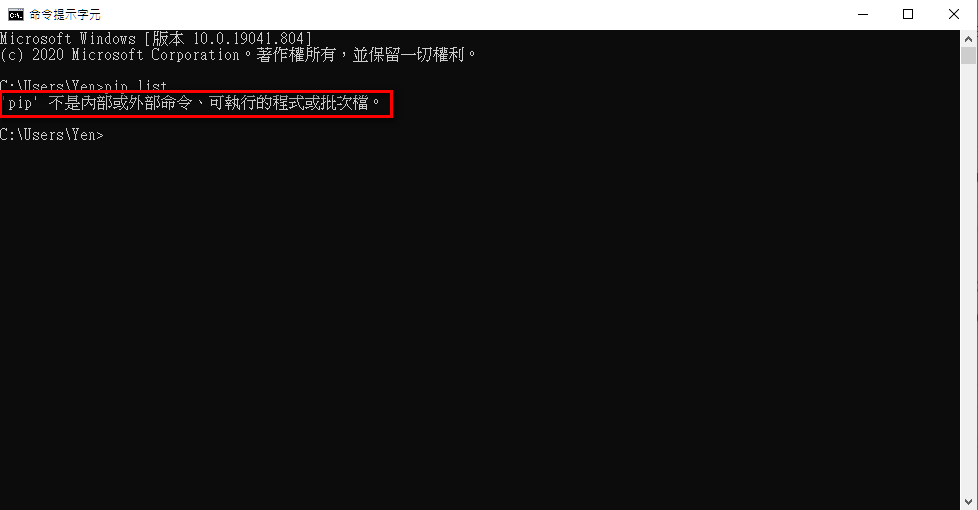 命令提示字元
Microsoft Windows [版本 10.0.19041.804]
(c) 2020 Microsoft Corporation。著作權所有，並保留一切權利。
C:\Users\Yen>pip list
'pip' 不是內部或外部命令、可執行的程式或批次檔。
C:\Users\Yen>